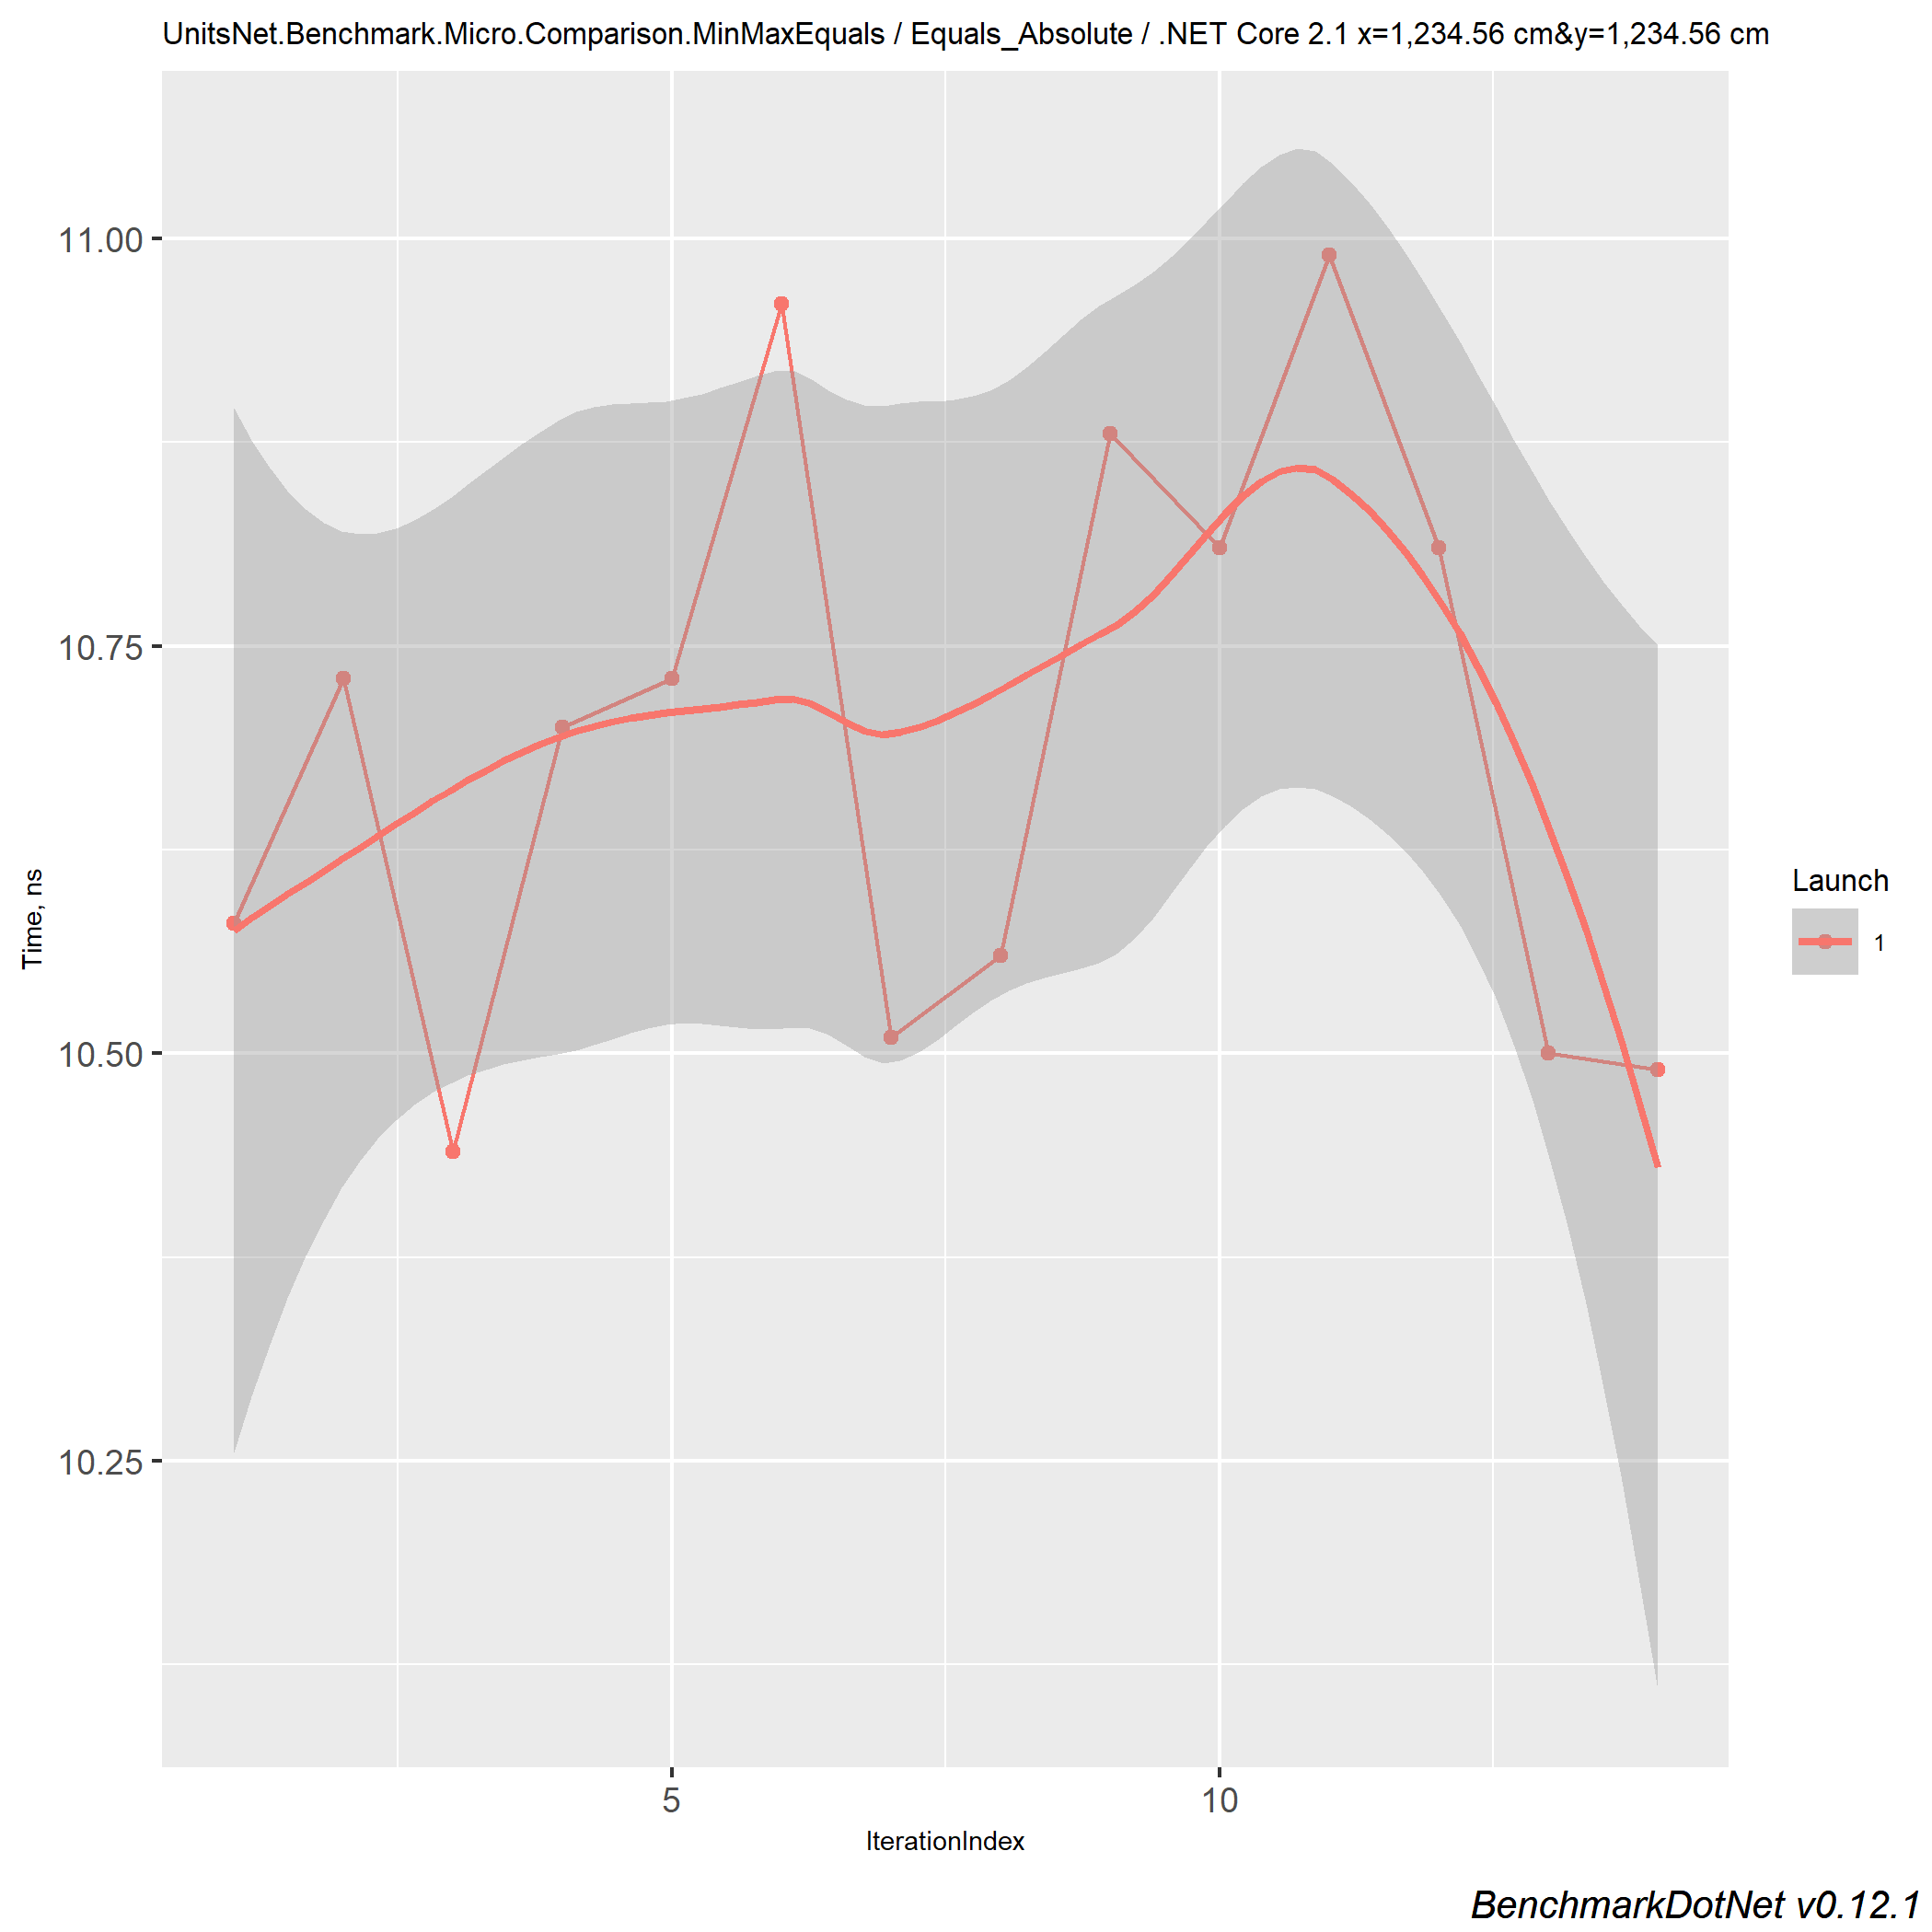 UnitsNet.Benchmark.Micro.Comparison.MinMaxEquals / Equals_Absolute / .NET Core 2.1 x=1,234.56 cm&y=1,234.56 cm
11.00
10.75
10.50
10.25
Time, ns
5
10
IterationIndex
Launch
1
BenchmarkDotNet v0.12.1